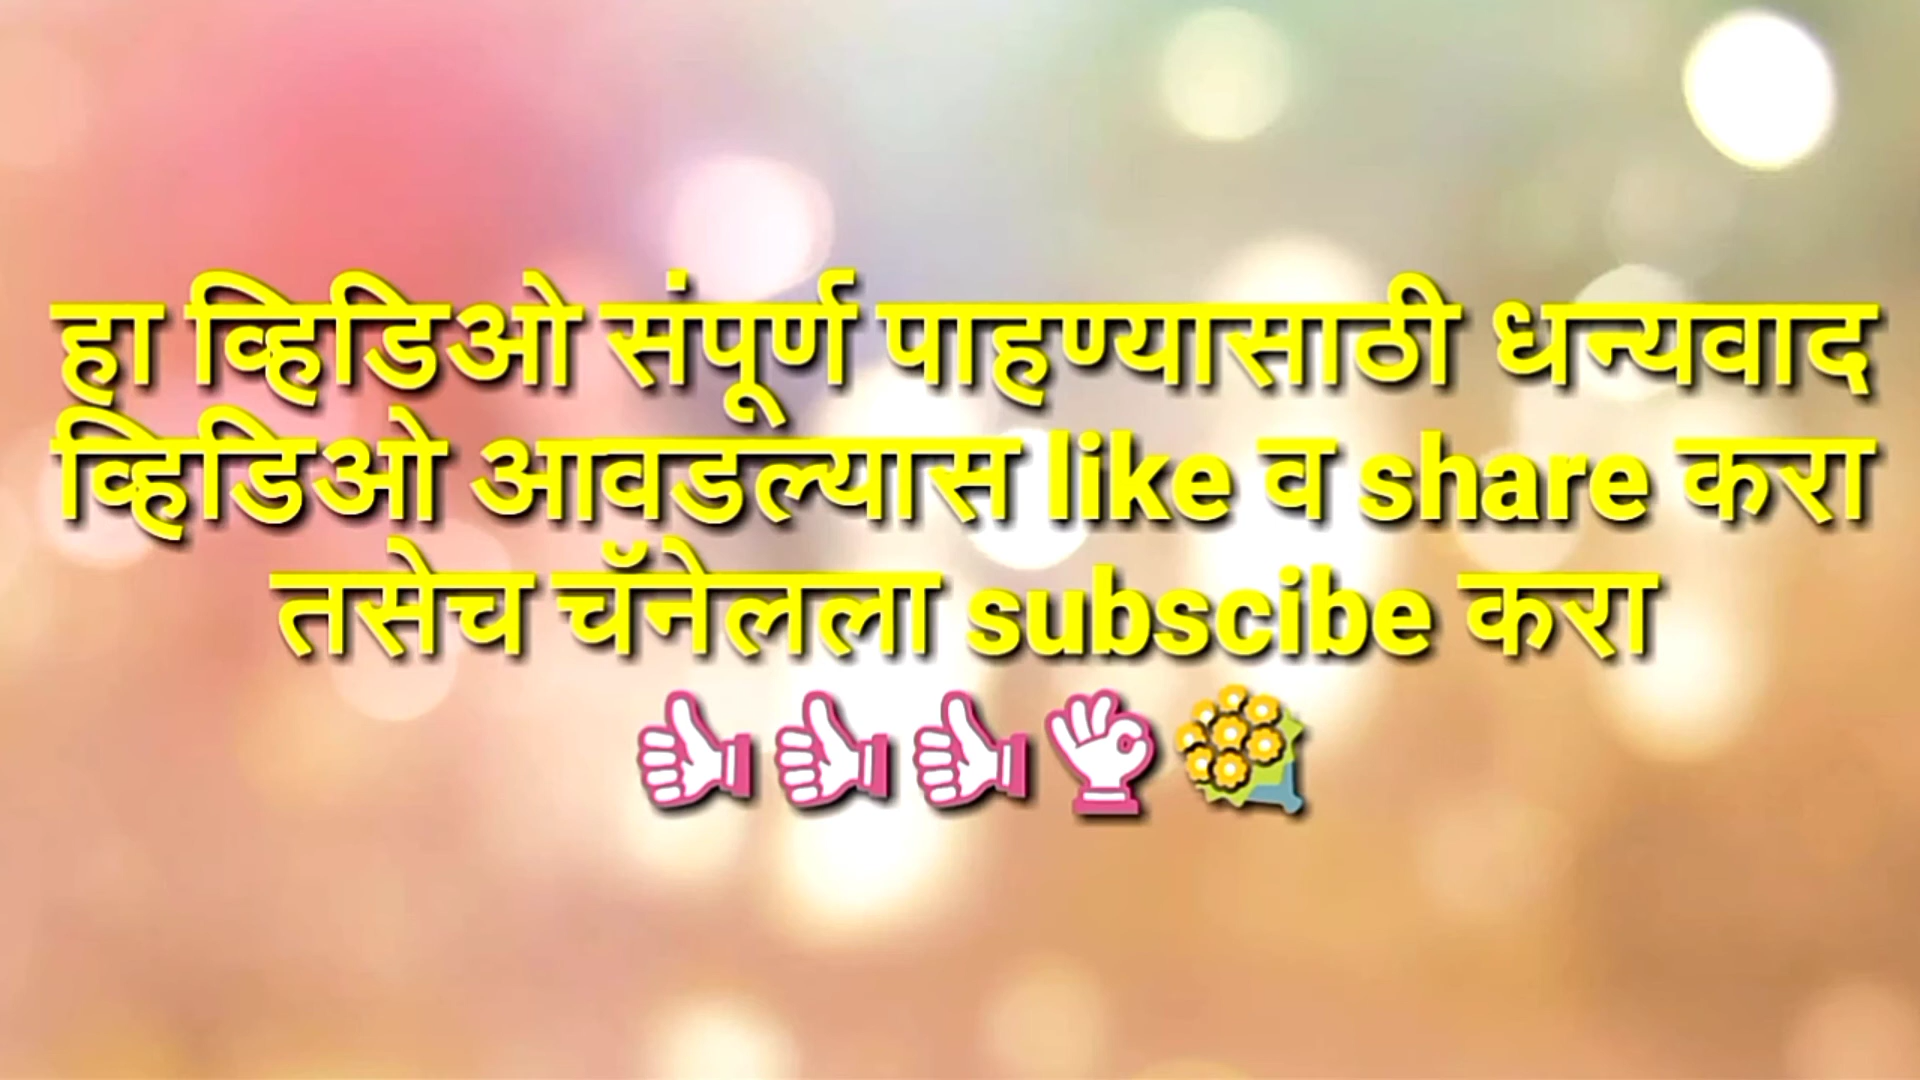 हा व्हिडिओ संपूर्ण पाहण्यासाठी धन्यवाद
व्हिडिओ आवडल्यास like व share करा
तसेच चॅनेलला subscibe करा
👍👍👍👌💐